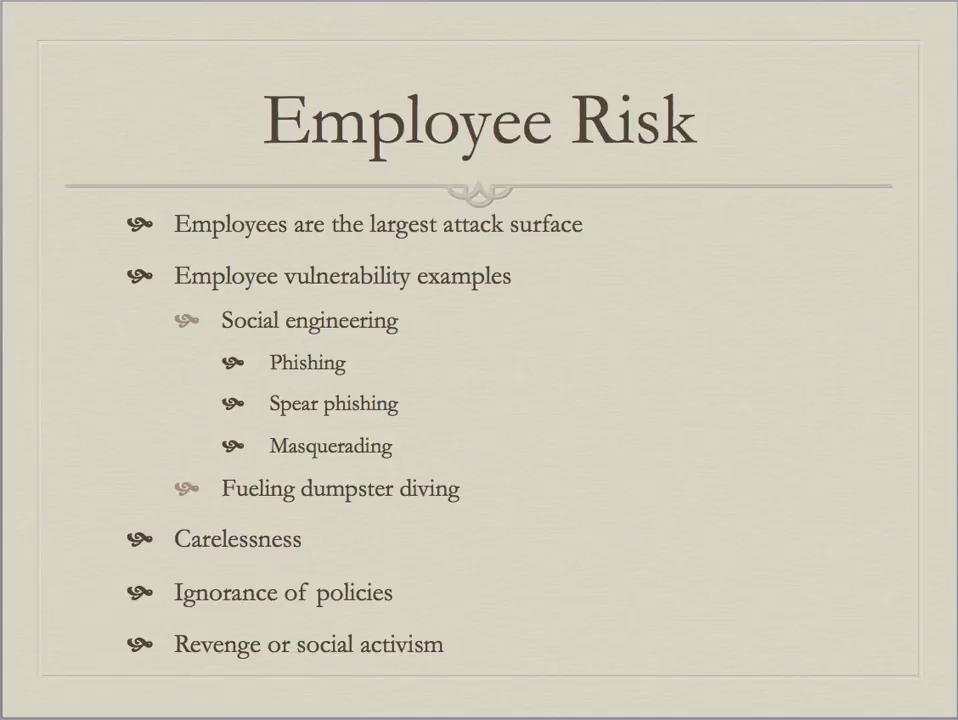 Employee Risk
Employees are the largest attack surface
Employee vulnerability examples
Social engineering
Phishing
Spear phishing
Masquerading
Fueling dumpster diving
Carelessness
Ignorance of policies
Revenge or social activism